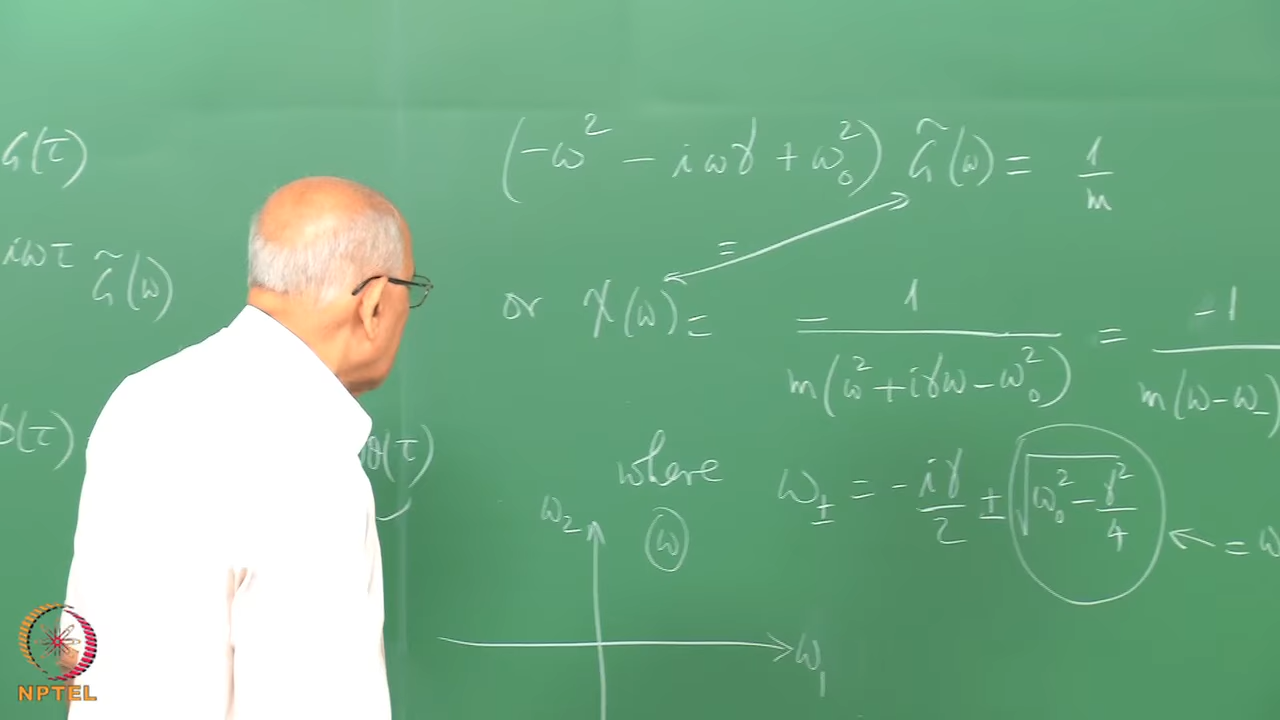 G(τ)
(-ω² - iωγ + ω₀²) G̃(ω) = 1/m
=
iωτ G̃(ω)
or χ(ω) = - 1/m(ω² + iγω - ω₀²) = -1/m(ω - ω₋)
(τ)
θ(τ)
where ω± = - iγ/2 ± √(ω₀² - γ²/4) ← = ω
ω₂
ω
ω₁
NPTEL